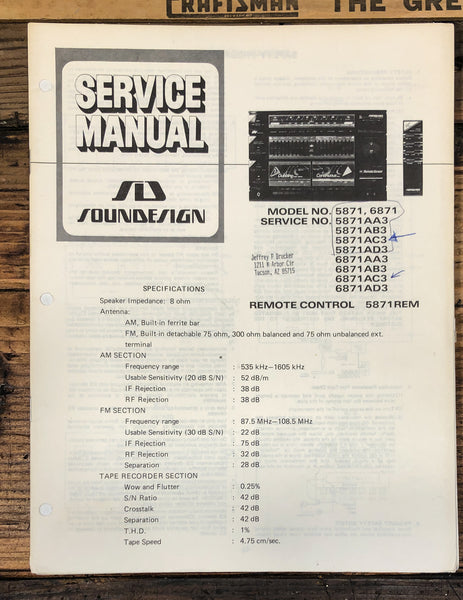 CRAFTSMAN THE GRE
SERVICE
MANUAL
SD
SOUNDESIGN
MODEL NO. 5871, 6871
SERVICE NO. 5871AA3
5871AB3
5871AC3
5871AD3
6871AA3
6871AB3
6871AC3
6871AD3
Jeffrey P. Drucker
1211 N Arbor Cir
Tucson, AZ 85715
REMOTE CONTROL 5871REM
SPECIFICATIONS
Speaker Impedance: 8 ohm
Antenna:
AM, Built-in ferrite bar
FM, Built-in detachable 75 ohm, 300 ohm balanced and 75 ohm unbalanced ext.
terminal
AM SECTION
Frequency range : 535 kHz–1605 kHz
Usable Sensitivity (20 dB S/N) : 52 dB/m
IF Rejection : 38 dB
RF Rejection : 38 dB
FM SECTION
Frequency range : 87.5 MHz–108.5 MHz
Usable Sensitivity (30 dB S/N) : 22 dB
IF Rejection : 75 dB
RF Rejection : 32 dB
Separation : 28 dB
TAPE RECORDER SECTION
Wow and Flutter : 0.25%
S/N Ratio : 42 dB
Crosstalk : 42 dB
Separation : 42 dB
T.H.D. : 1%
Tape Speed : 4.75 cm/sec.